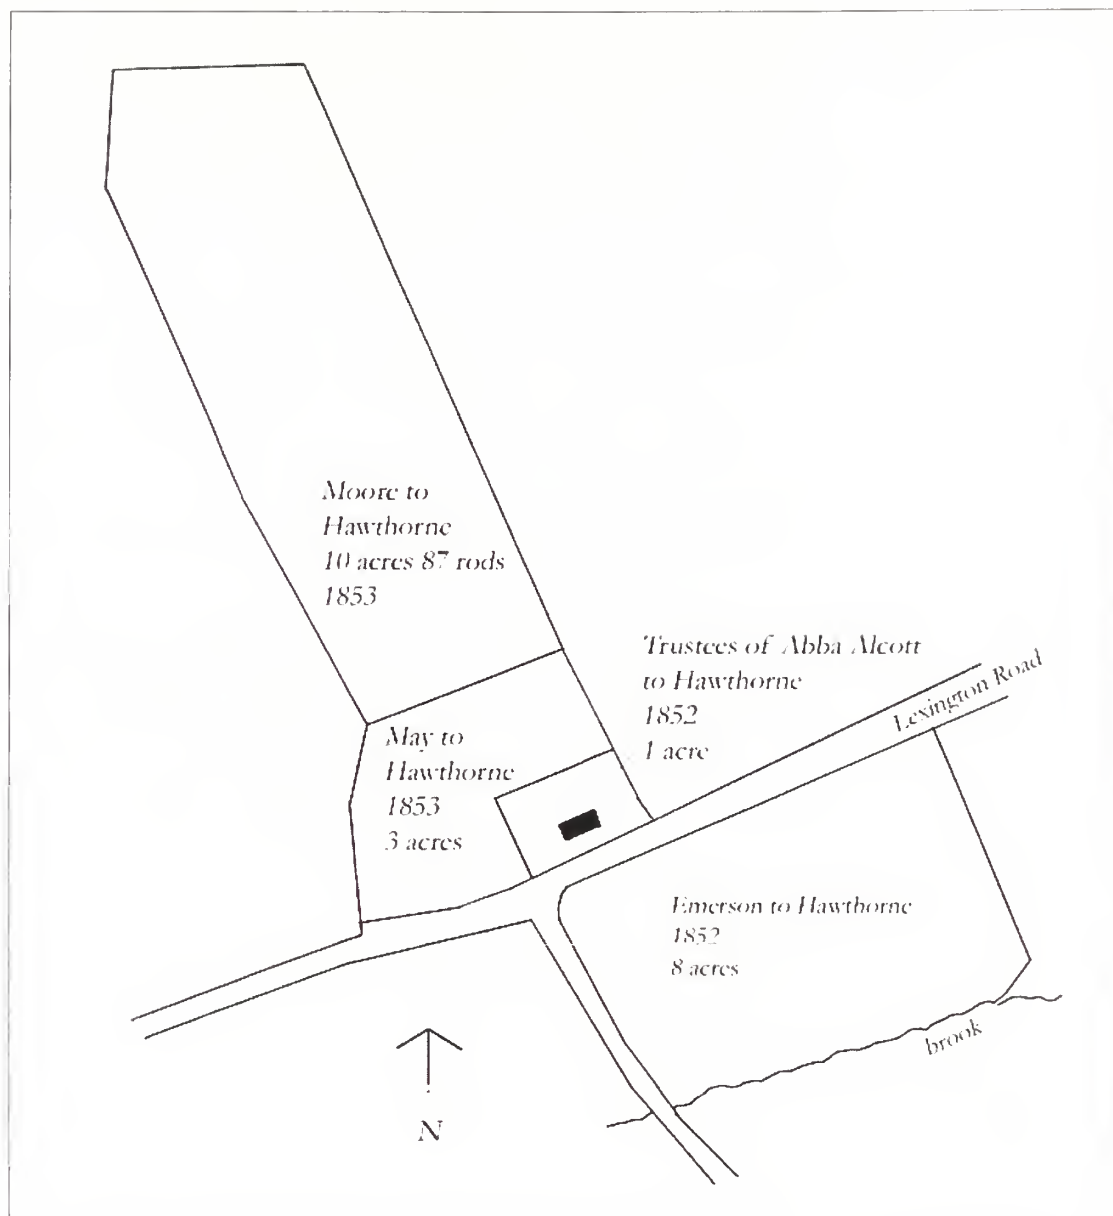 Moore to
Hawthorne
10 acres 87 rods
1853
Trustees of Abba Alcott
to Hawthorne
1852
1 acre
Lexington Road
May to
Hawthorne
1853
3 acres
Emerson to Hawthorne
1852
8 acres
brook
N